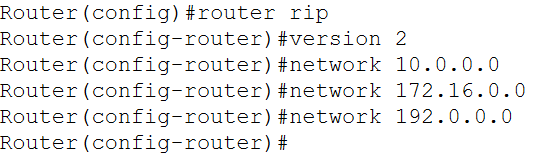 Router(config)#router rip
Router(config-router)#version 2
Router(config-router)#network 10.0.0.0
Router(config-router)#network 172.16.0.0
Router(config-router)#network 192.0.0.0
Router(config-router)#